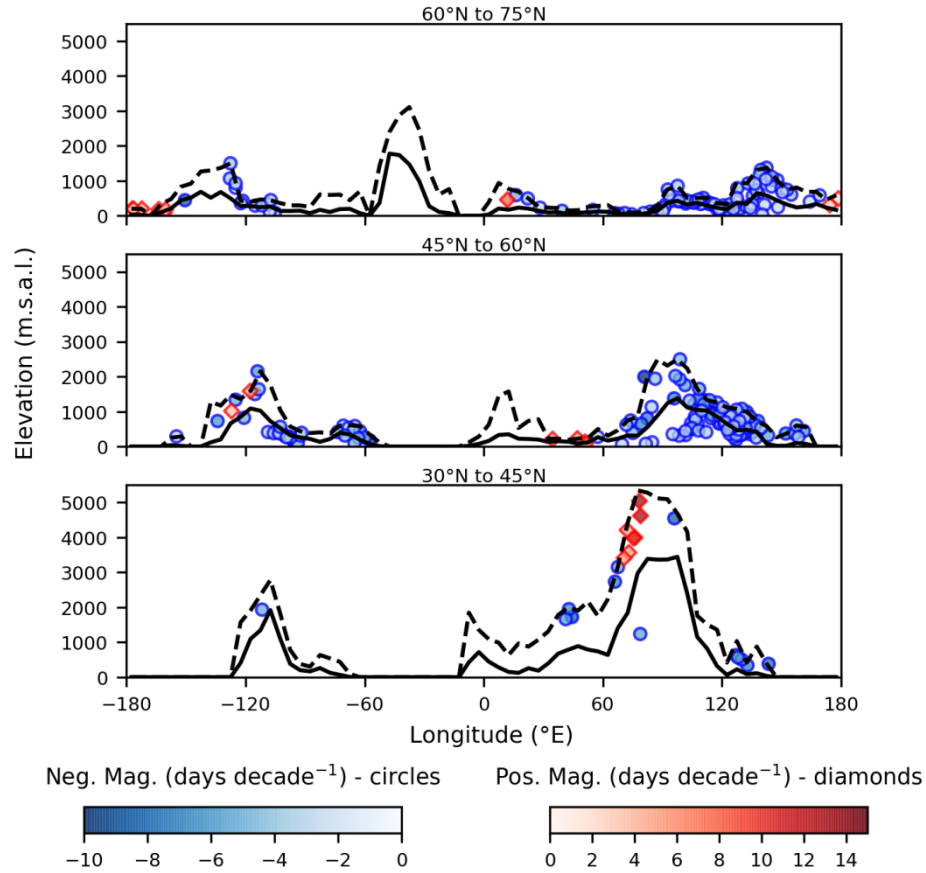 60°N to 75°N
5000
4000
3000
2000
1000
0
45°N to 60°N
5000
4000
3000
2000
1000
0
Elevation (m.s.a.l.)
30°N to 45°N
5000
4000
3000
2000
1000
0
−180 −120 −60 0 60 120 180
Longitude (°E)
Neg. Mag. (days decade⁻¹) - circles
−10 −8 −6 −4 −2 0
Pos. Mag. (days decade⁻¹) - diamonds
0 2 4 6 8 10 12 14